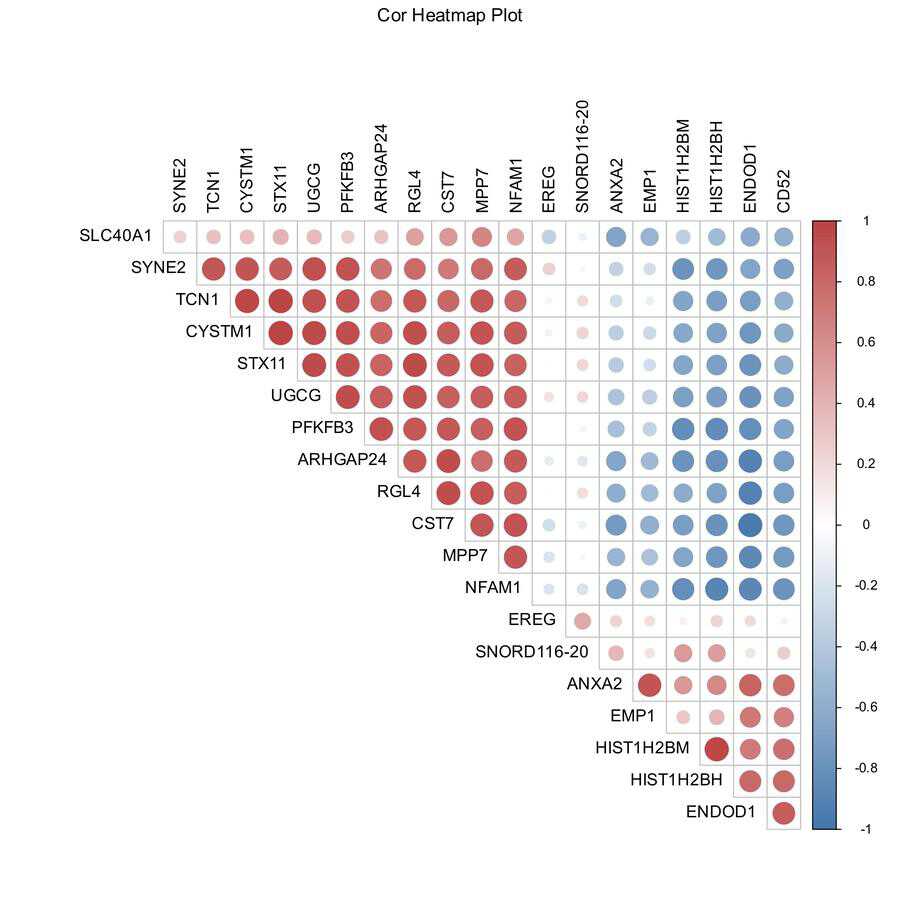 Cor Heatmap Plot
SYNE2 TCN1 CYSTM1 STX11 UGCG PFKFB3 ARHGAP24 RGL4 CST7 MPP7 NFAM1 EREG SNORD116-20 ANXA2 EMP1 HIST1H2BM HIST1H2BH ENDOD1 CD52
SLC40A1
SYNE2
TCN1
CYSTM1
STX11
UGCG
PFKFB3
ARHGAP24
RGL4
CST7
MPP7
NFAM1
EREG
SNORD116-20
ANXA2
EMP1
HIST1H2BM
HIST1H2BH
ENDOD1
1
0.8
0.6
0.4
0.2
0
-0.2
-0.4
-0.6
-0.8
-1